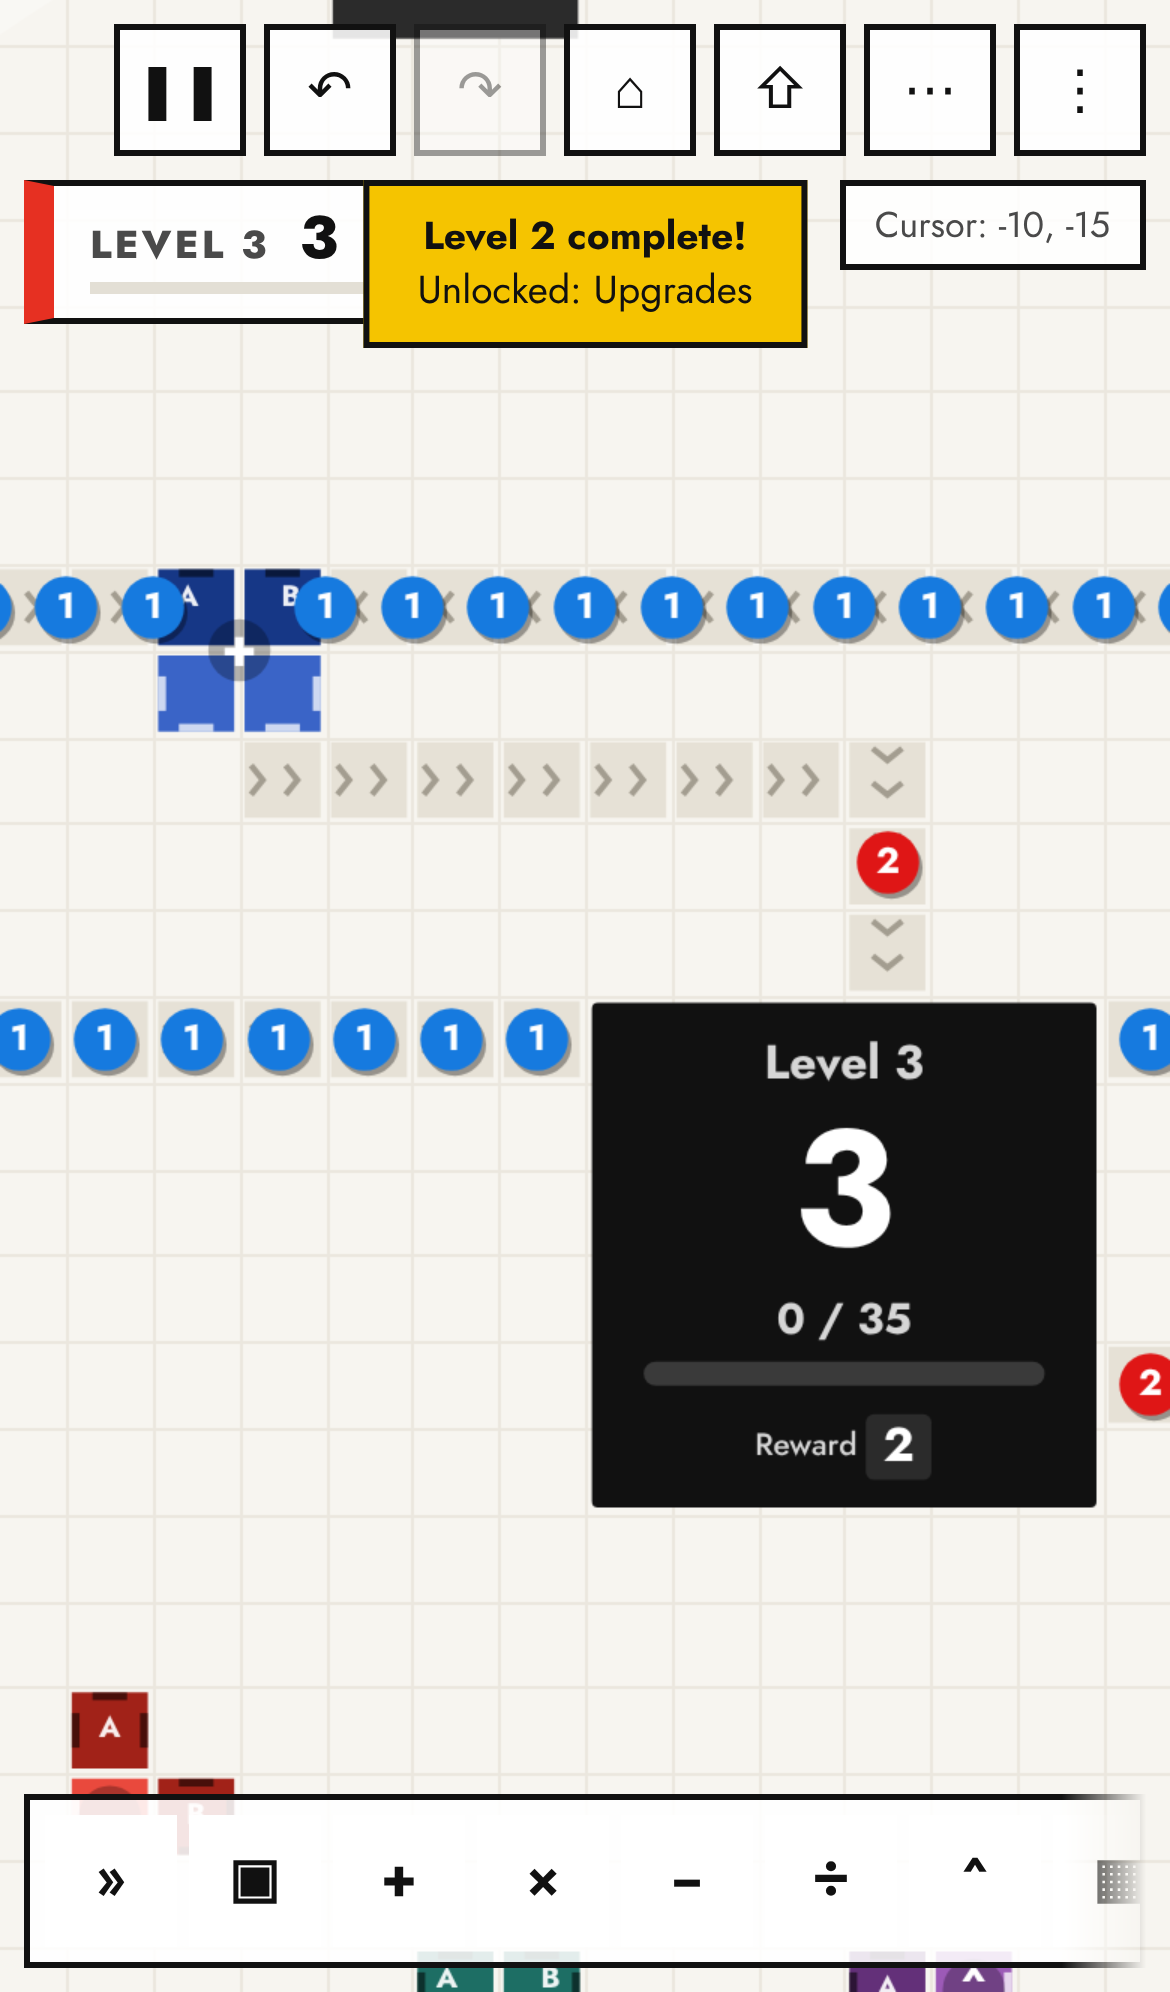 LEVEL 3 3
Level 2 complete!
Unlocked: Upgrades
Cursor: -10, -15
1 1 A B 1 1 1 1 1 1 1 1 1 1
+
2
1 1 1 1 1 1 1 1
Level 3
3
0 / 35
2
Reward 2
A
B
» + × − ÷ ^
A B A ^